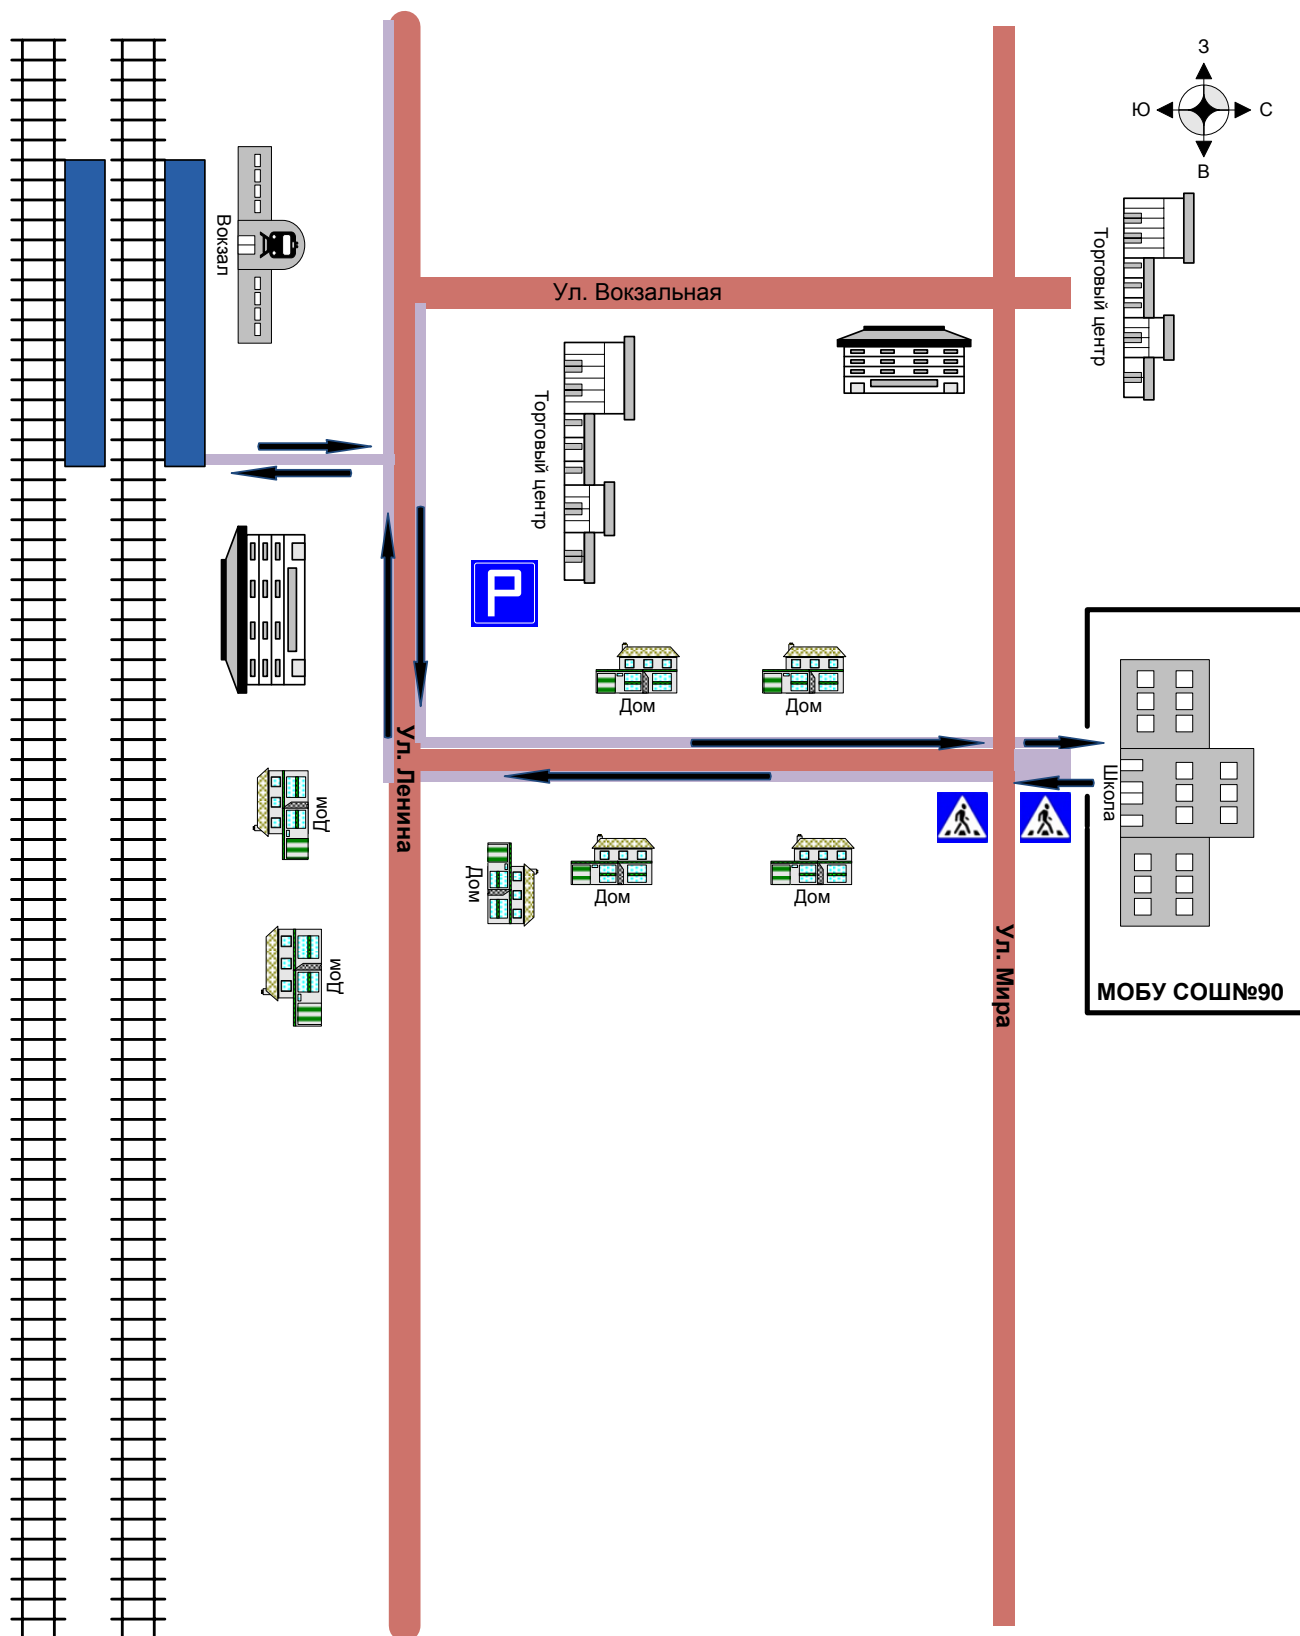 З
Ю
С
В
Вокзал
Торговый центр
Ул. Вокзальная
Торговый центр
P
Дом
Дом
Ул. Ленина
Школа
Дом
Дом
Дом
Дом
Дом
Ул. Мира
МОБУ СОШ№90